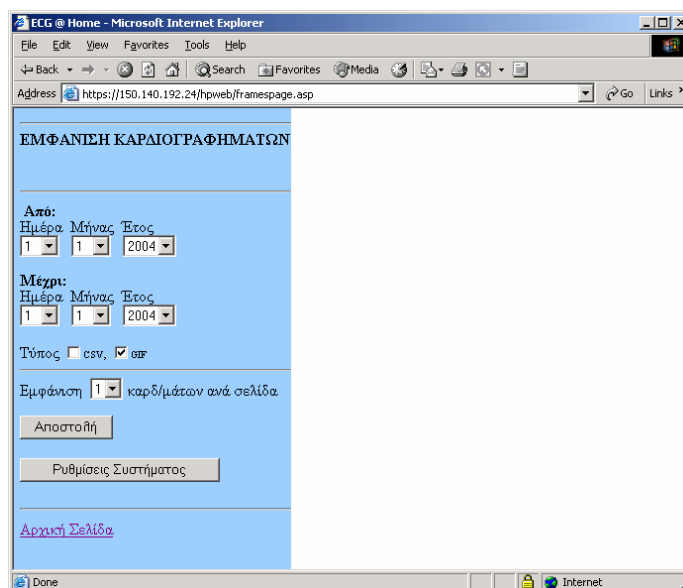 ECG @ Home - Microsoft Internet Explorer
File Edit View Favorites Tools Help
Back Search Favorites Media
Address https://150.140.192.24/hpweb/framespage.asp Go Links »
ΕΜΦΑΝΙΣΗ ΚΑΡΔΙΟΓΡΑΦΗΜΑΤΩΝ
Από:
Ημέρα Μήνας Έτος
1 1 2004
Μέχρι:
Ημέρα Μήνας Έτος
1 1 2004
Τύπος csv, GIF
Εμφάνιση 1 καρδ/μάτων ανά σελίδα
Αποστολή
Ρυθμίσεις Συστήματος
Αρχική Σελίδα
Done Internet